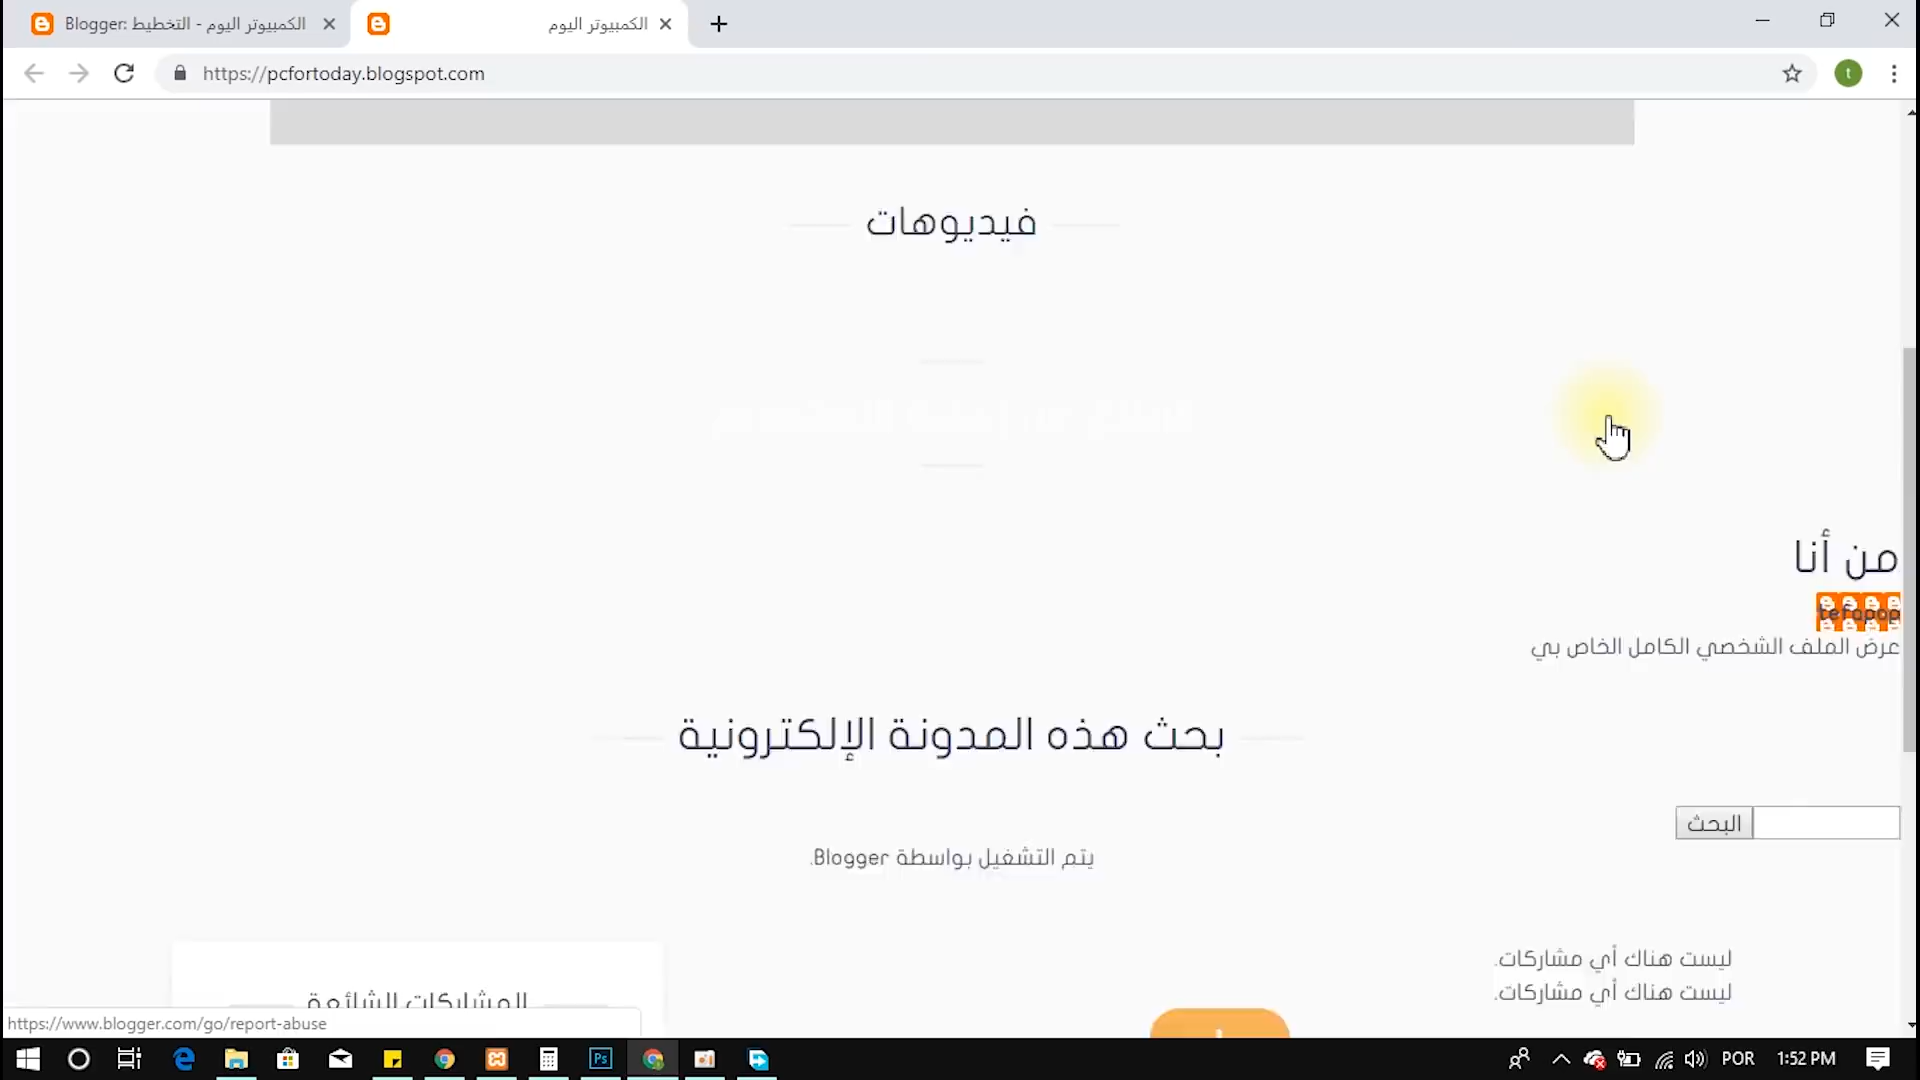 Blogger: الكمبيوتر اليوم - التخطيط
الكمبيوتر اليوم
https://pcfortoday.blogspot.com
t
فيديوهات
من أنا
tefapop
عرض الملف الشخصي الكامل الخاص بي
بحث هذه المدونة الإلكترونية
البحث
يتم التشغيل بواسطة Blogger.
ليست هناك أي مشاركات.
ليست هناك أي مشاركات.
المشاركات الشائعة
https://www.blogger.com/go/report-abuse
Ps
POR
1:52 PM